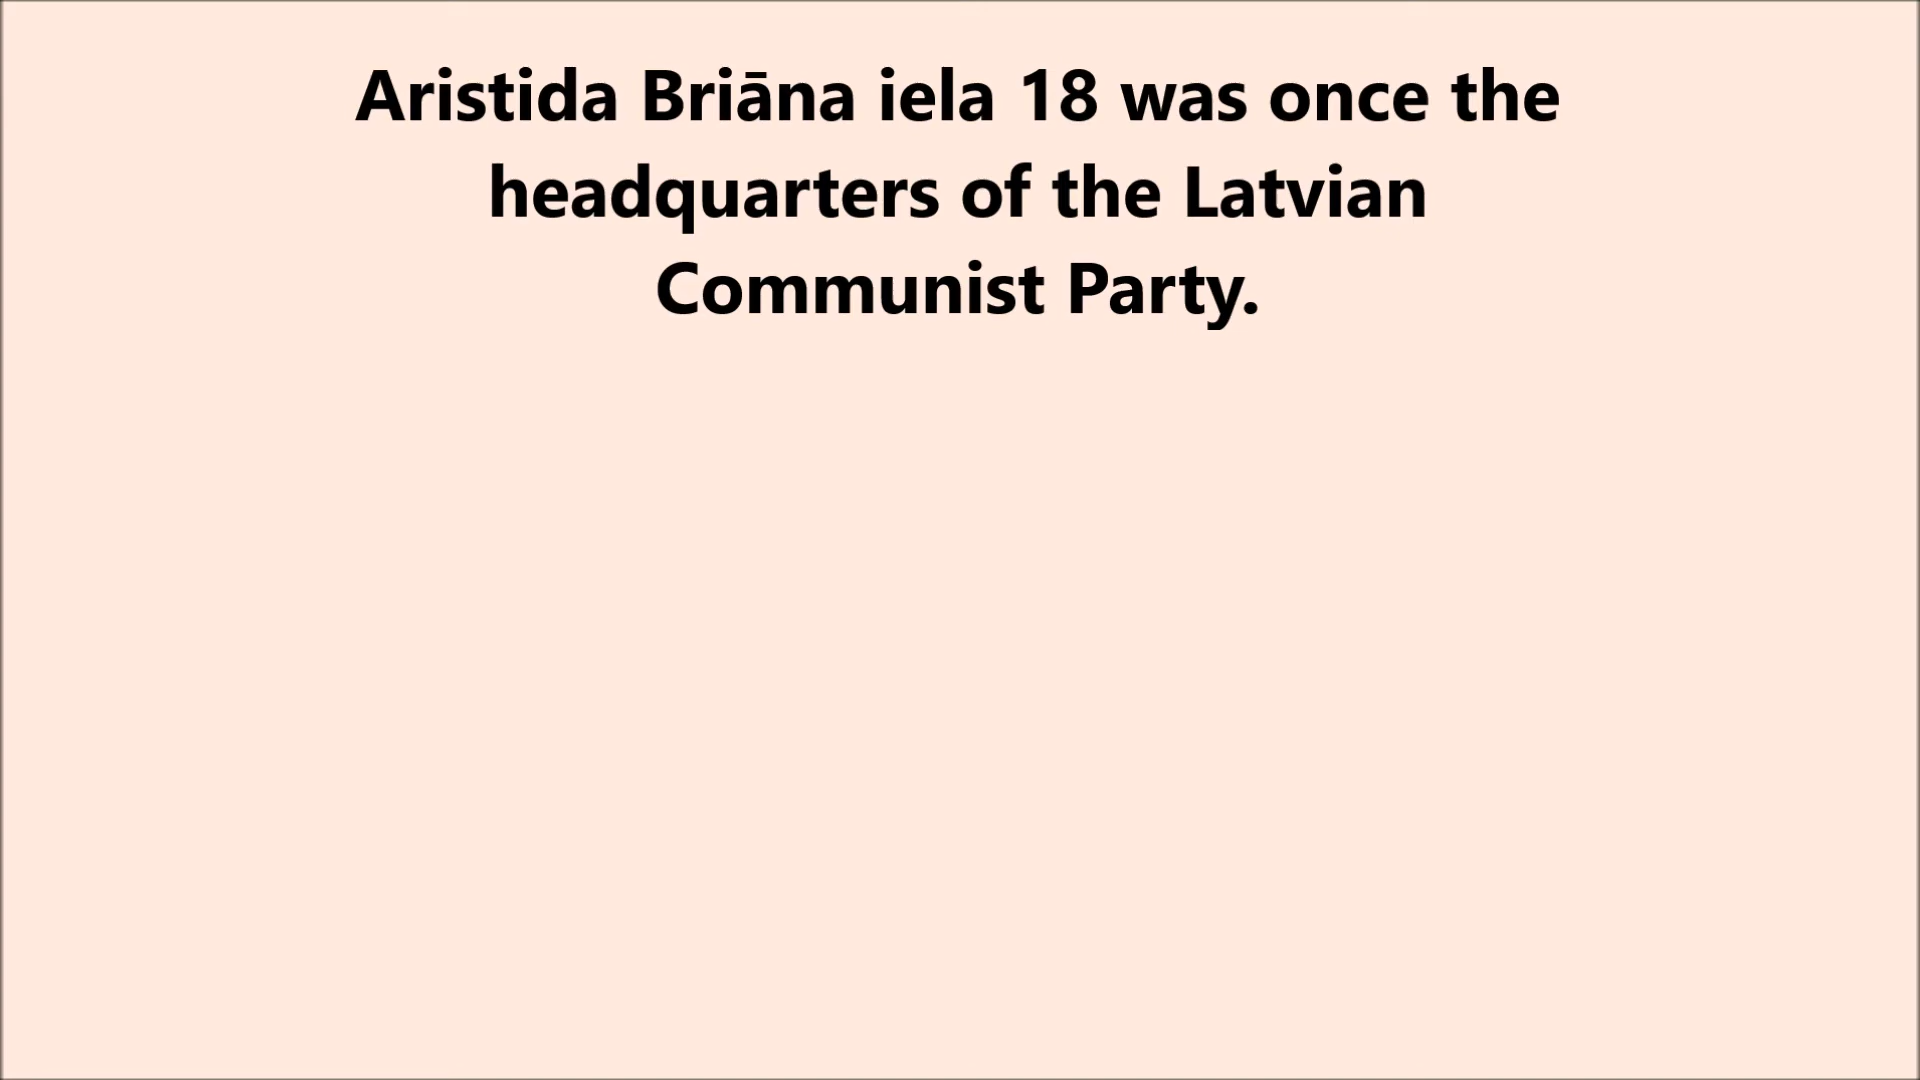 Aristida Briāna iela 18 was once the
headquarters of the Latvian
Communist Party.